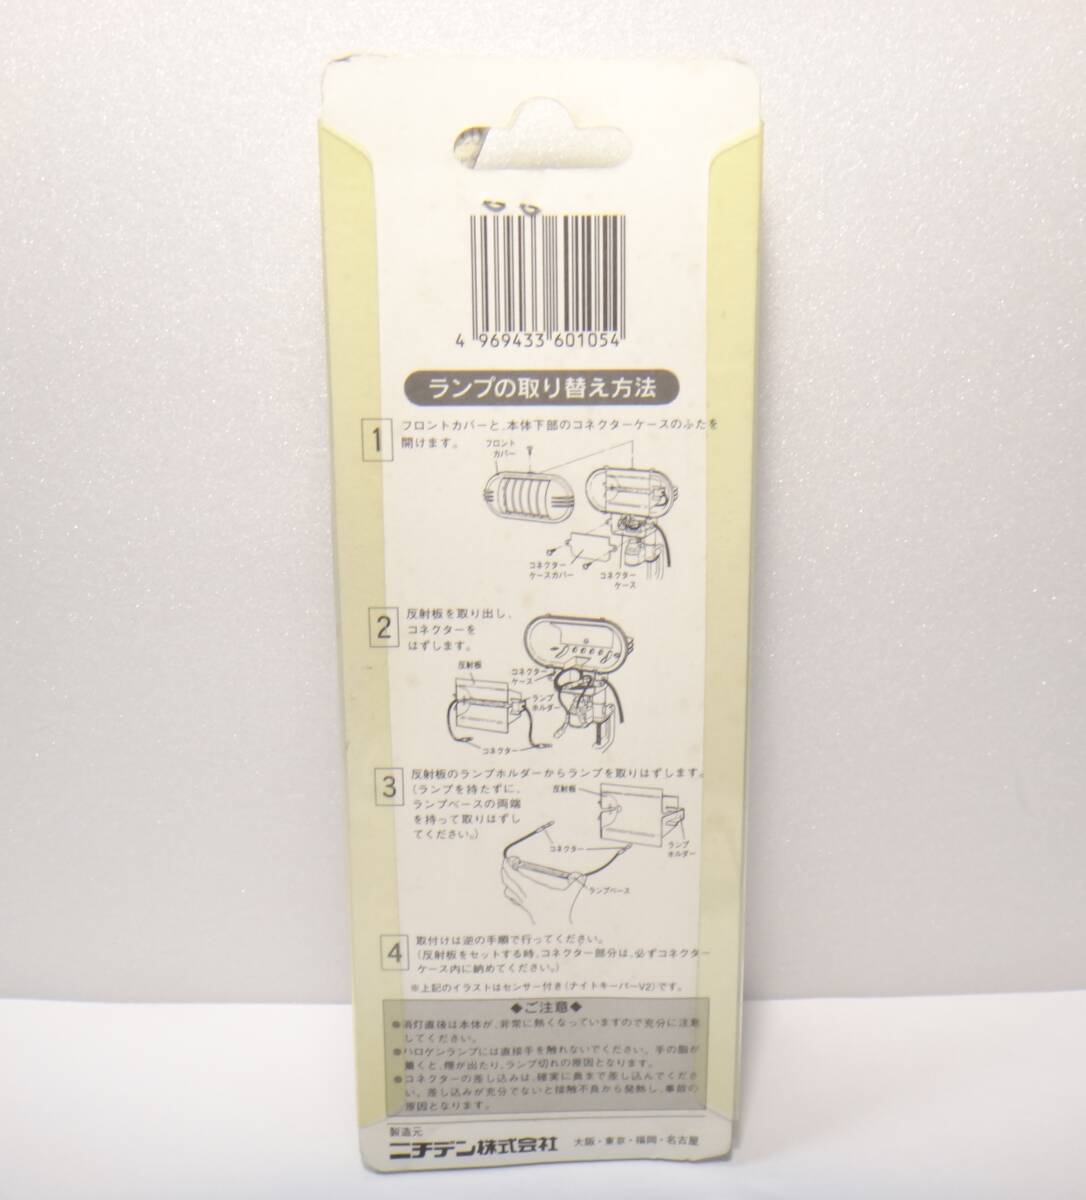 4 969433 601054
ランプの取り替え方法
1
フロントカバーと、本体下部のコネクターケースのふたを
開けます。
フロント
カバー
コネクター
ケースカバー
コネクター
ケース
2
反射板を取り出し、
コネクターを
はずします。
反射板
コネクター
ケース
ランプ
ホルダー
コネクター
3
反射板のランプホルダーからランプを取りはずします。
(ランプを持たずに、
ランプベースの両端
を持って取りはずし
てください。)
反射板
コネクター
ランプ
ホルダー
ランプベース
4
取付けは逆の手順で行ってください。
(反射板をセットする時、コネクター部分は、必ずコネクター
ケース内に納めてください。)
※上記のイラストはセンサー付き(ナイトキーパーV2)です。
◆ご注意◆
●消灯直後は本体が、非常に熱くなっていますので充分に注意
してください。
●ハロゲンランプには直接手を触れないでください。手の脂が
着くと、煙が出たり、ランプ切れの原因となります。
●コネクターの差し込みは、確実に奥まで差し込んでくださ
い。差し込みが充分でないと接触不良から発熱し、事故の
原因となります。
製造元
ニチデン株式会社
大阪・東京・福岡・名古屋